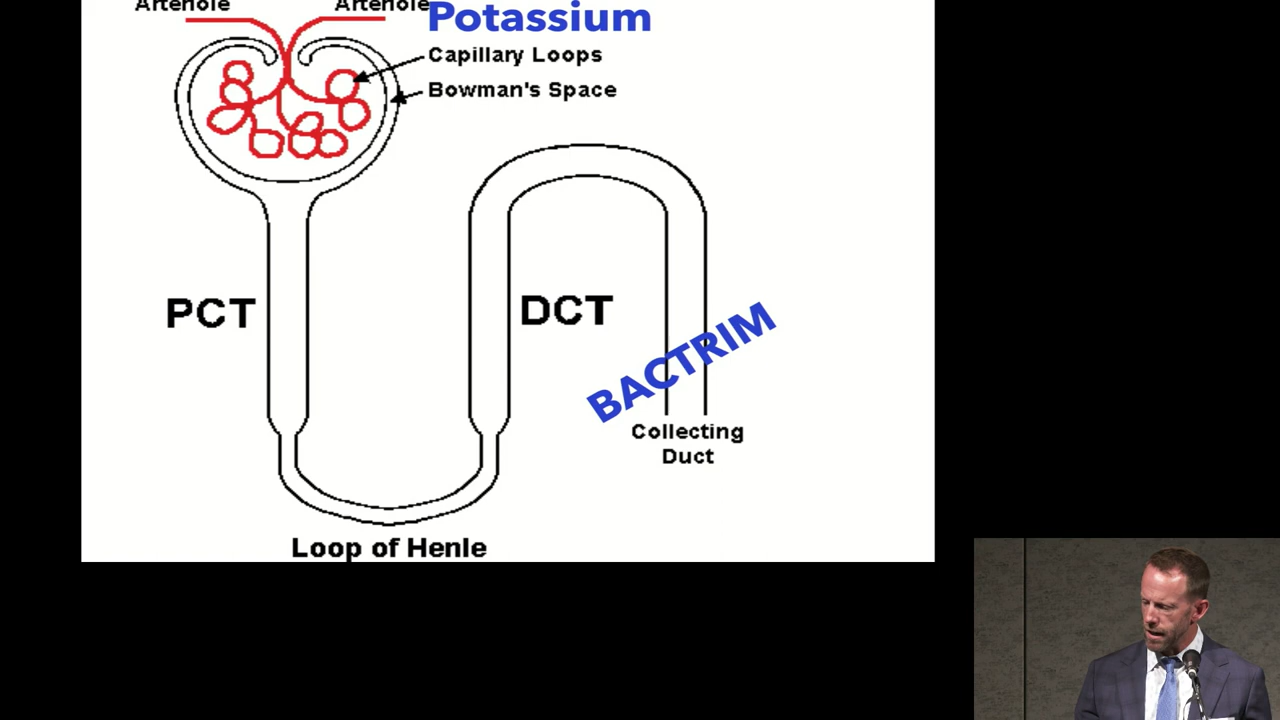 Arteriole Arteriole
Potassium
Capillary Loops
Bowman's Space
PCT
DCT
BACTRIM
Collecting
Duct
Loop of Henle